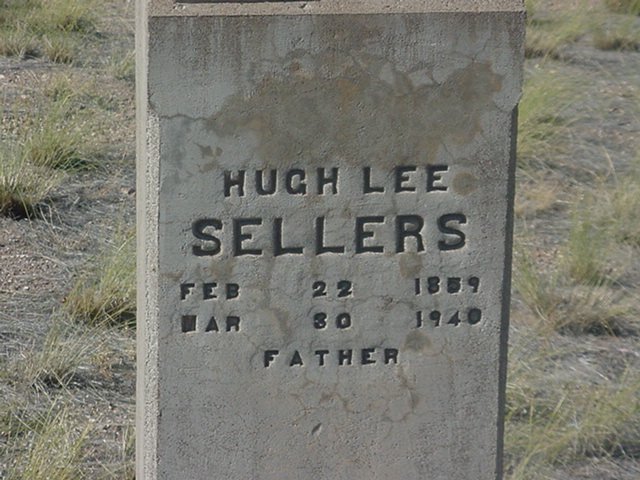 HUGH LEE
SELLERS
FEB 22 1859
MAR 30 1940
FATHER